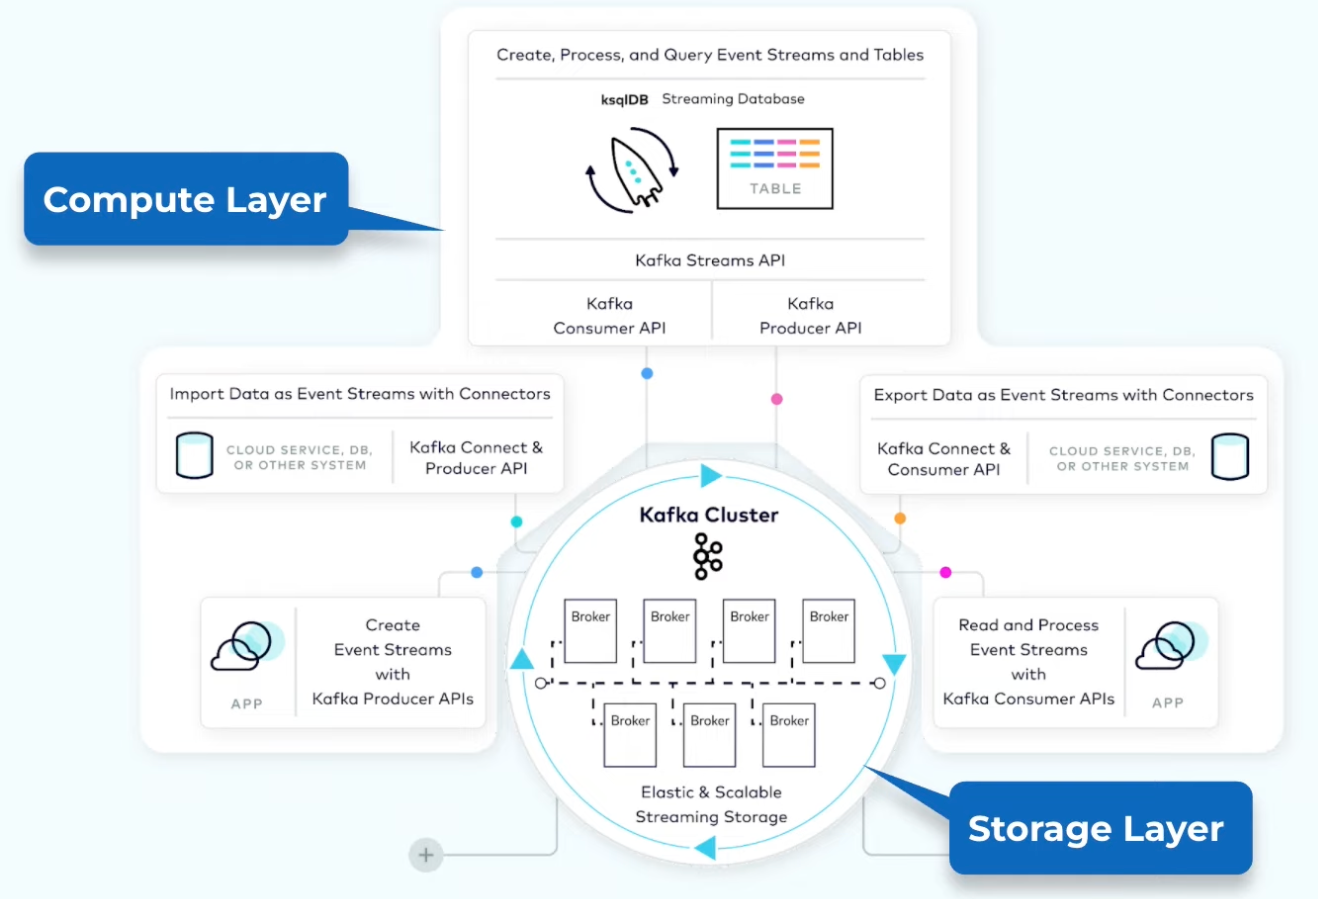 Create, Process, and Query Event Streams and Tables
ksqlDB Streaming Database
TABLE
Compute Layer
Kafka Streams API
Kafka
Consumer API
Kafka
Producer API
Import Data as Event Streams with Connectors
CLOUD SERVICE, DB,
OR OTHER SYSTEM
Kafka Connect &
Producer API
Export Data as Event Streams with Connectors
Kafka Connect &
Consumer API
CLOUD SERVICE, DB,
OR OTHER SYSTEM
Kafka Cluster
Broker
Broker
Broker
Broker
Broker
Broker
Broker
Elastic & Scalable
Streaming Storage
APP
Create
Event Streams
with
Kafka Producer APIs
Read and Process
Event Streams
with
Kafka Consumer APIs
APP
Storage Layer